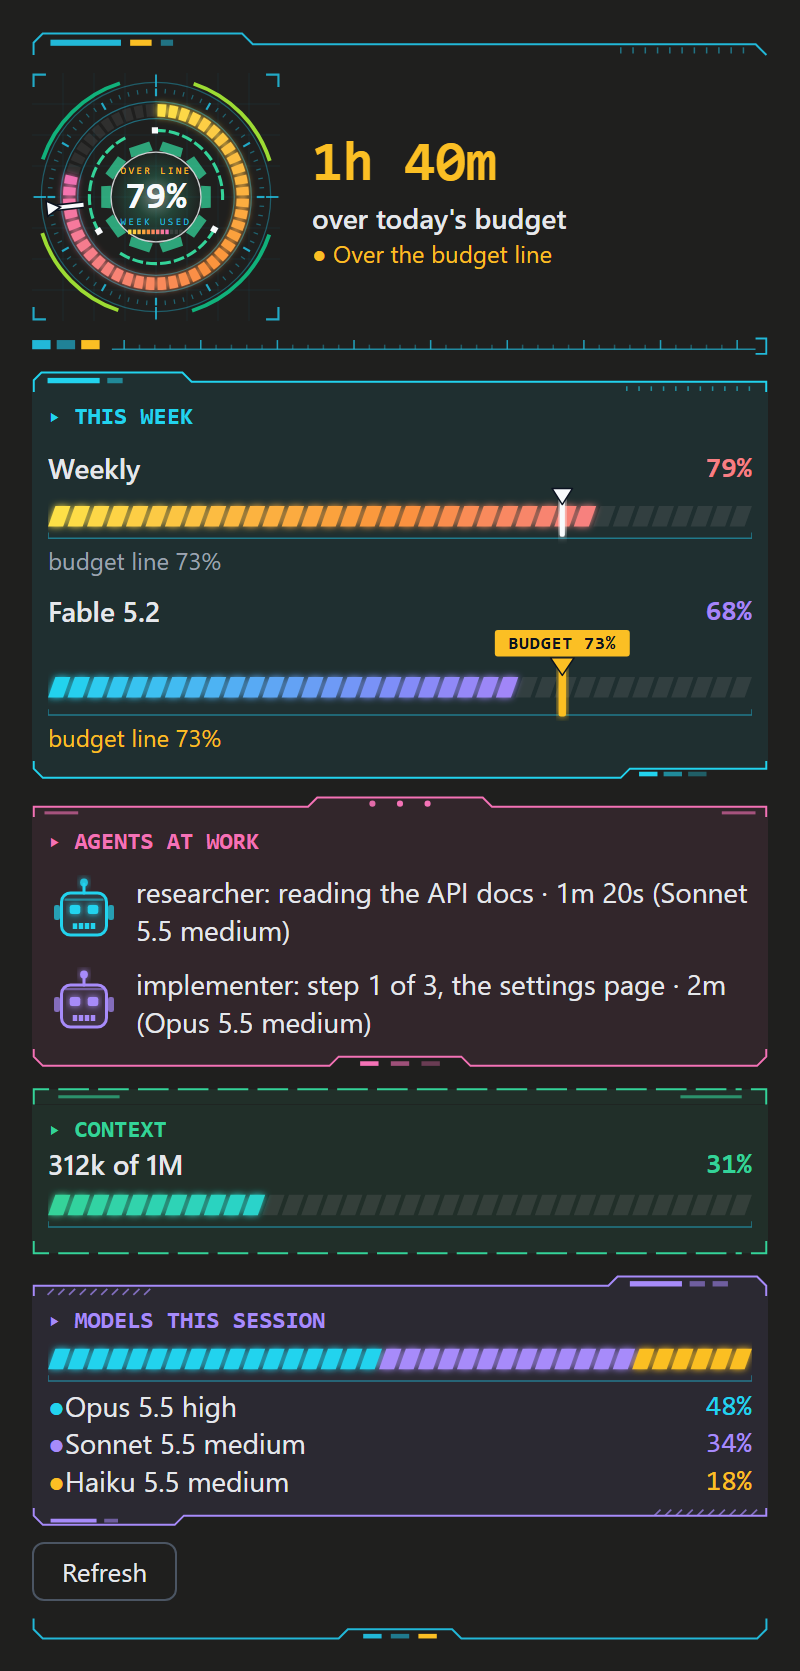 OVER LINE
79%
WEEK USED
1h 40m
over today's budget
Over the budget line
THIS WEEK
Weekly 79%
budget line 73%
Fable 5.2 68%
BUDGET 73%
budget line 73%
AGENTS AT WORK
researcher: reading the API docs · 1m 20s (Sonnet
5.5 medium)
implementer: step 1 of 3, the settings page · 2m
(Opus 5.5 medium)
CONTEXT
312k of 1M 31%
MODELS THIS SESSION
Opus 5.5 high 48%
Sonnet 5.5 medium 34%
Haiku 5.5 medium 18%
Refresh